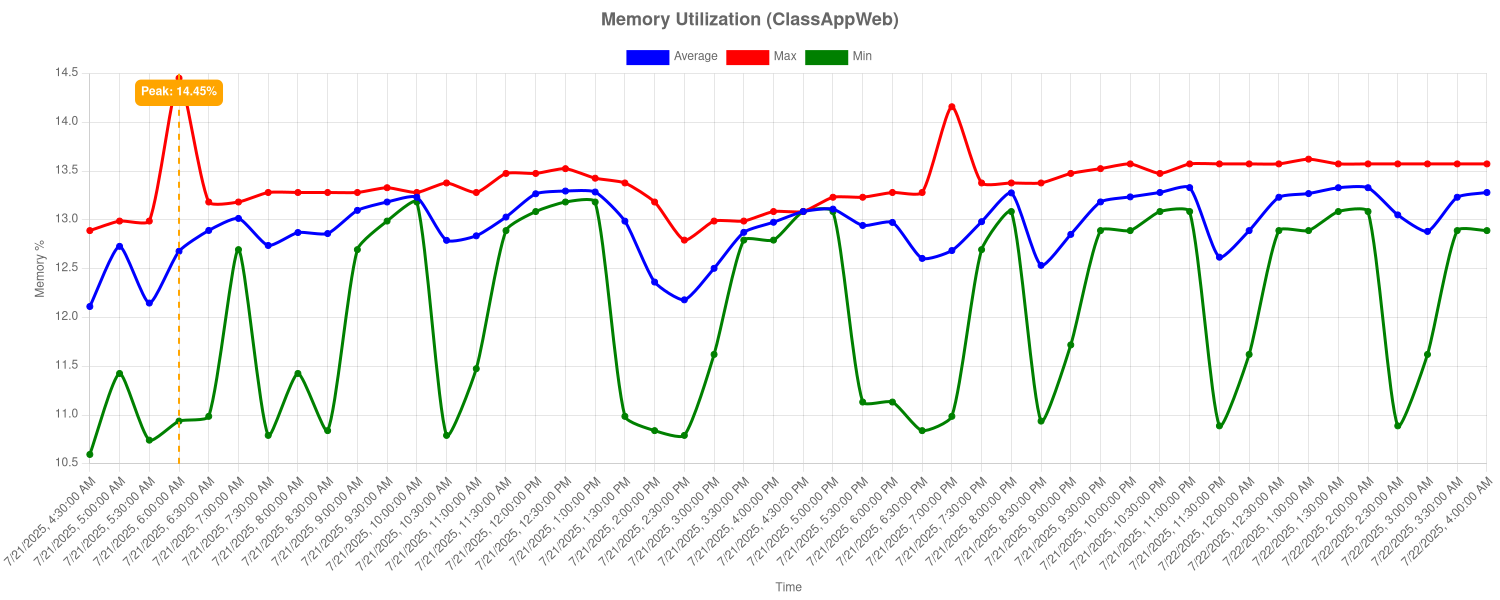 Memory Utilization (ClassAppWeb)
Average Max Min
14.5
Peak: 14.45%
14.0
13.5
13.0
12.5
12.0
11.5
11.0
10.5
Memory %
7/21/2025, 4:30:00 AM
7/21/2025, 5:00:00 AM
7/21/2025, 5:30:00 AM
7/21/2025, 6:00:00 AM
7/21/2025, 6:30:00 AM
7/21/2025, 7:00:00 AM
7/21/2025, 7:30:00 AM
7/21/2025, 8:00:00 AM
7/21/2025, 8:30:00 AM
7/21/2025, 9:00:00 AM
7/21/2025, 9:30:00 AM
7/21/2025, 10:00:00 AM
7/21/2025, 10:30:00 AM
7/21/2025, 11:00:00 AM
7/21/2025, 11:30:00 AM
7/21/2025, 12:00:00 PM
7/21/2025, 12:30:00 PM
7/21/2025, 1:00:00 PM
7/21/2025, 1:30:00 PM
7/21/2025, 2:00:00 PM
7/21/2025, 2:30:00 PM
7/21/2025, 3:00:00 PM
7/21/2025, 3:30:00 PM
7/21/2025, 4:00:00 PM
7/21/2025, 4:30:00 PM
7/21/2025, 5:00:00 PM
7/21/2025, 5:30:00 PM
7/21/2025, 6:00:00 PM
7/21/2025, 6:30:00 PM
7/21/2025, 7:00:00 PM
7/21/2025, 7:30:00 PM
7/21/2025, 8:00:00 PM
7/21/2025, 8:30:00 PM
7/21/2025, 9:00:00 PM
7/21/2025, 9:30:00 PM
7/21/2025, 10:00:00 PM
7/21/2025, 10:30:00 PM
7/21/2025, 11:00:00 PM
7/21/2025, 11:30:00 PM
7/22/2025, 12:00:00 AM
7/22/2025, 12:30:00 AM
7/22/2025, 1:00:00 AM
7/22/2025, 1:30:00 AM
7/22/2025, 2:00:00 AM
7/22/2025, 2:30:00 AM
7/22/2025, 3:00:00 AM
7/22/2025, 3:30:00 AM
7/22/2025, 4:00:00 AM
Time